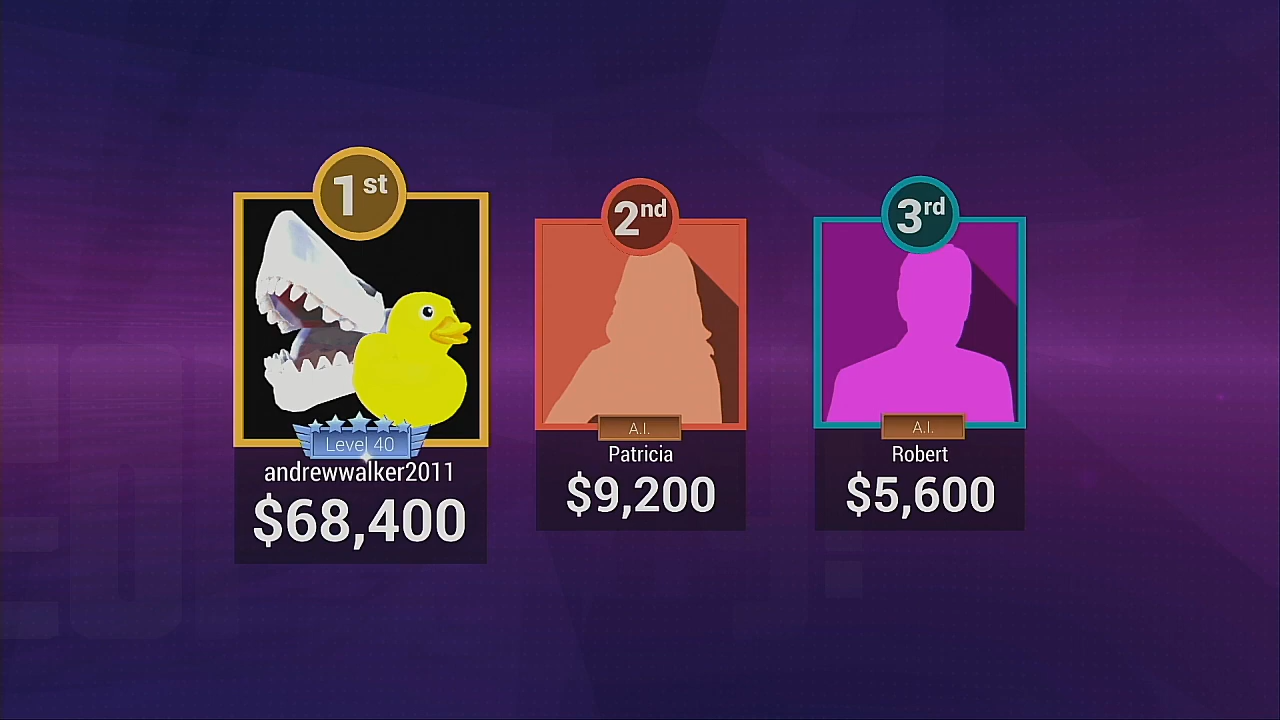 1st
Level 40
andrewwalker2011
$68,400
2nd
A.I.
Patricia
$9,200
3rd
A.I.
Robert
$5,600